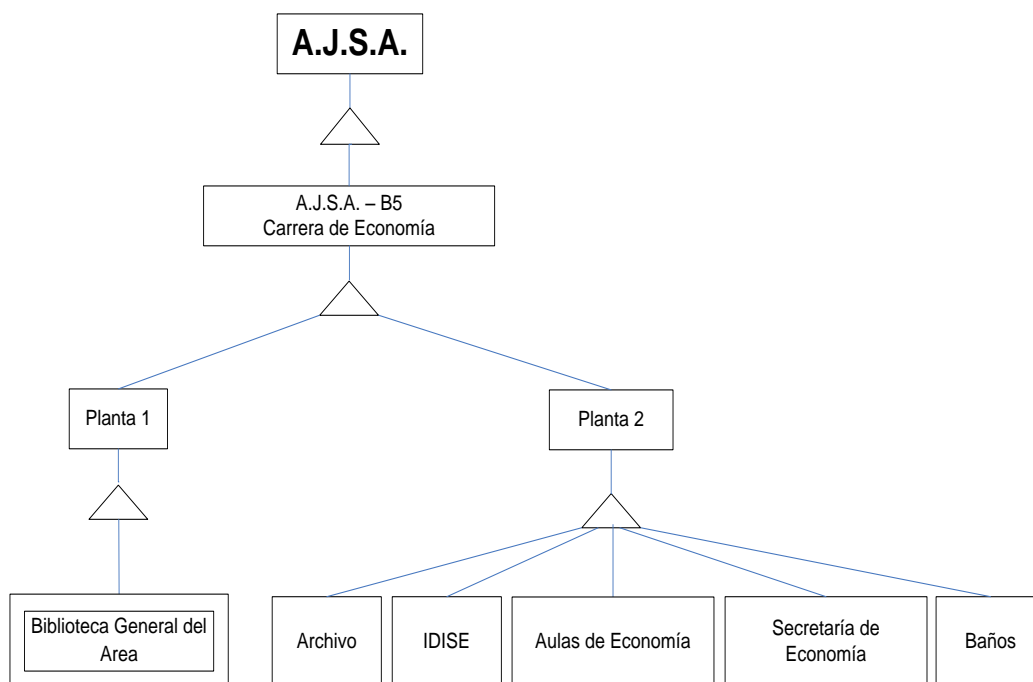 A.J.S.A.
A.J.S.A. – B5
Carrera de Economía
Planta 1
Planta 2
Biblioteca General del
Area
Archivo
IDISE
Aulas de Economía
Secretaría de
Economía
Baños